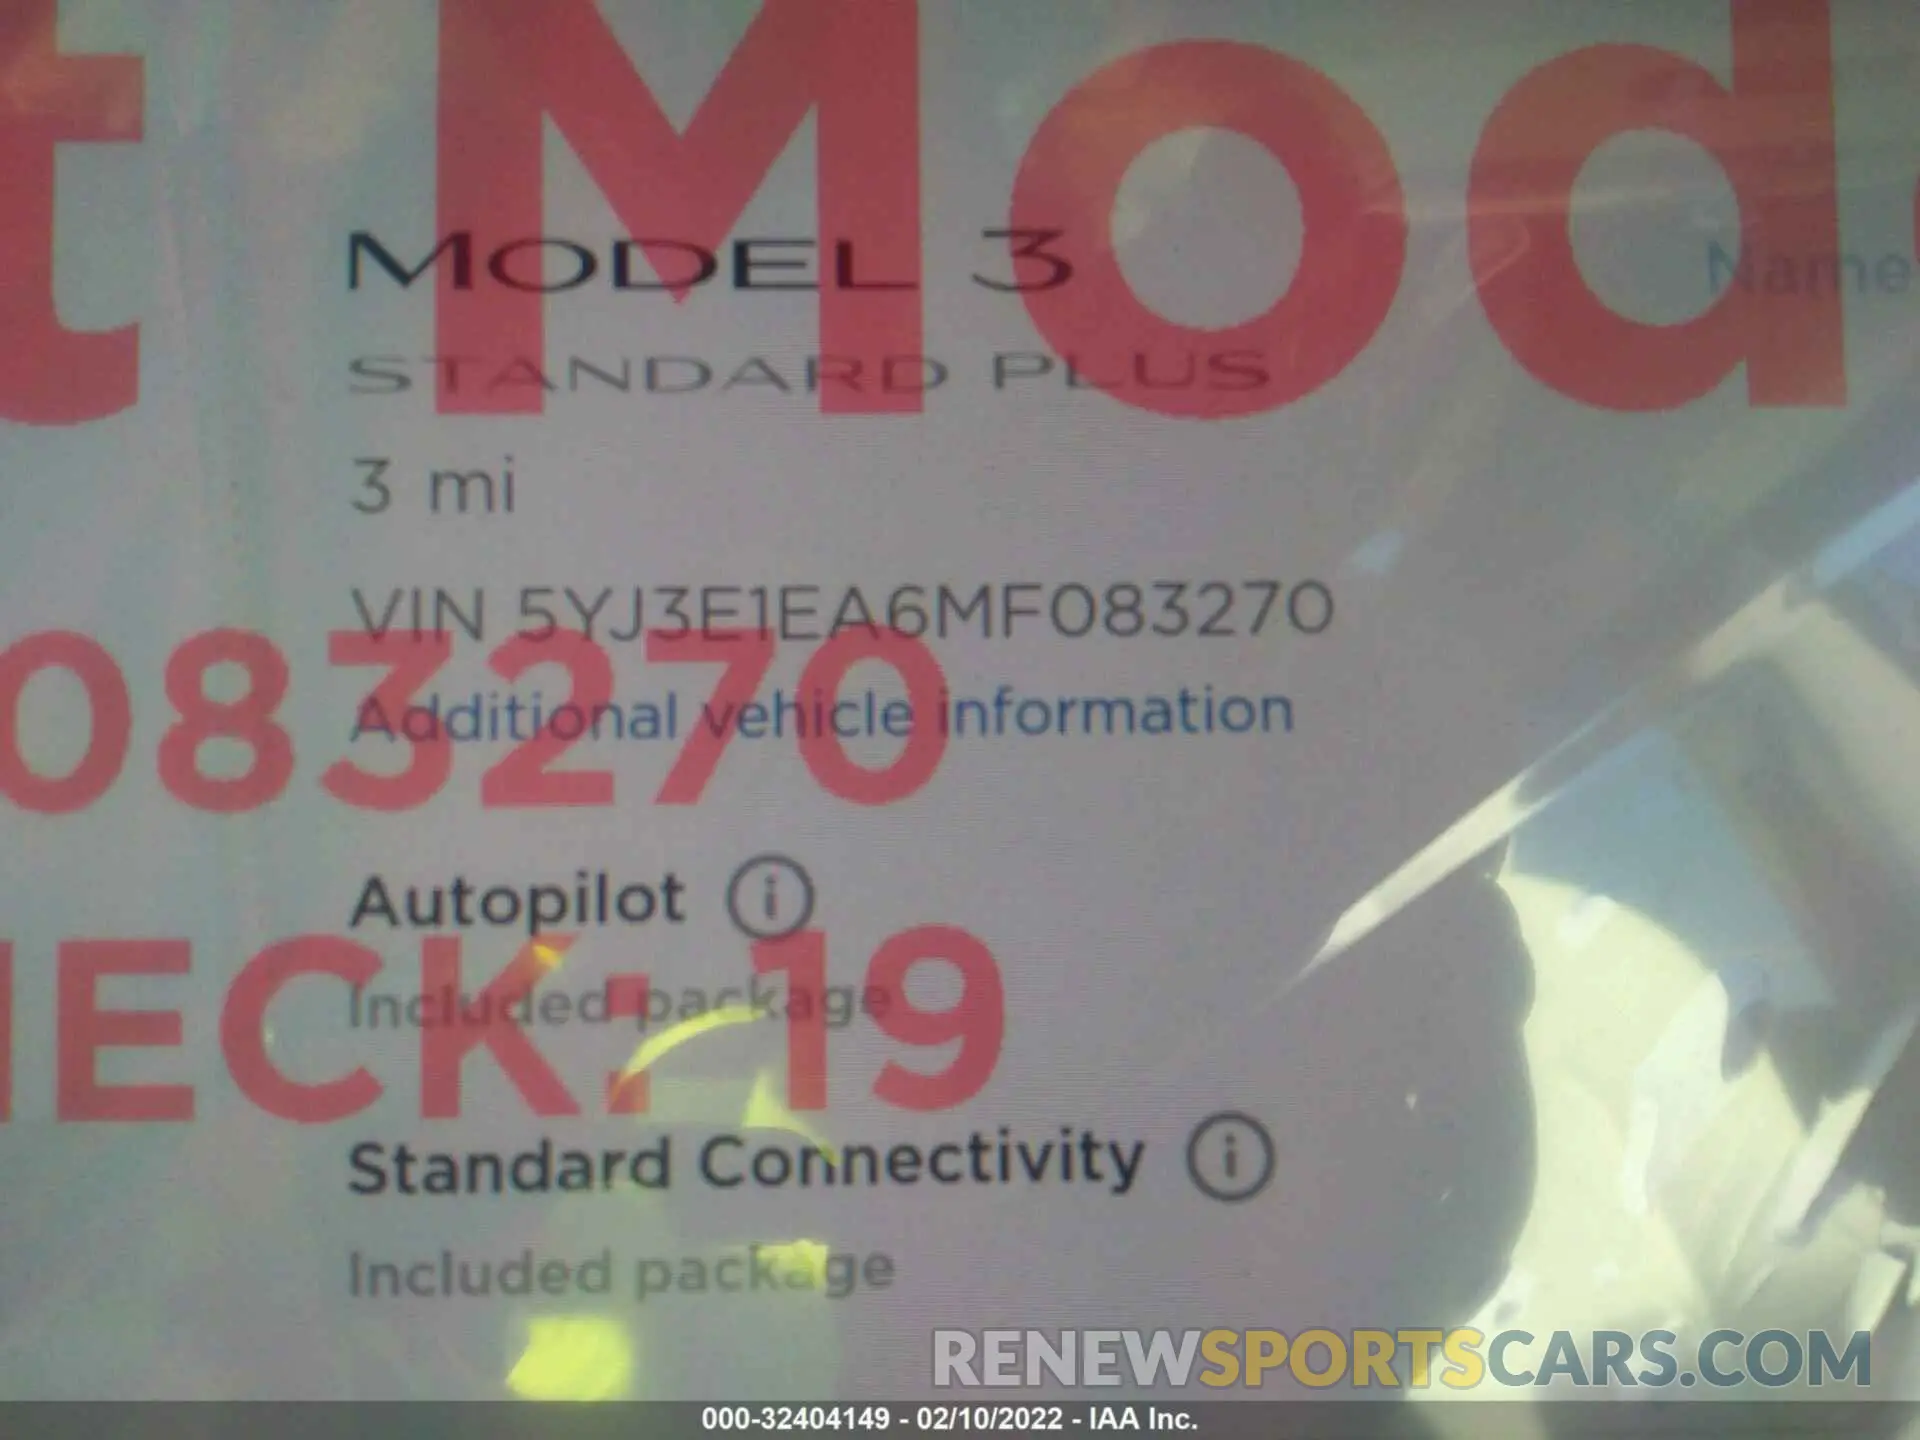 t Mod
MODEL 3
Name
STANDARD PLUS
3 mi
VIN 5YJ3E1EA6MF083270
083270
Additional vehicle information
Autopilot
HECK: 19
Included package
Standard Connectivity
Included package
RENEWSPORTSCARS.COM
000-32404149 - 02/10/2022 - IAA Inc.